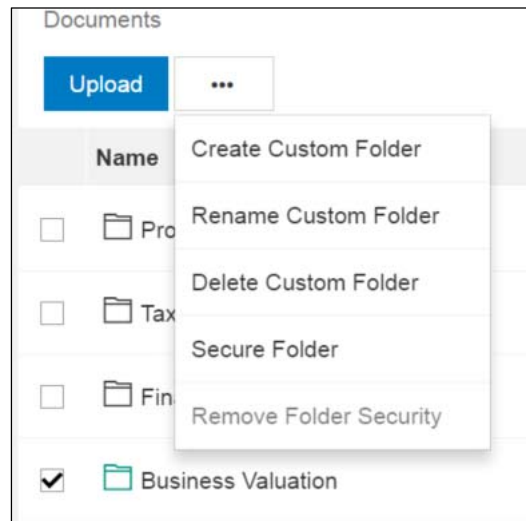 Documents
Upload
•••
Name
Create Custom Folder
Rename Custom Folder
Pro
Delete Custom Folder
Tax
Secure Folder
Fin
Remove Folder Security
Business Valuation